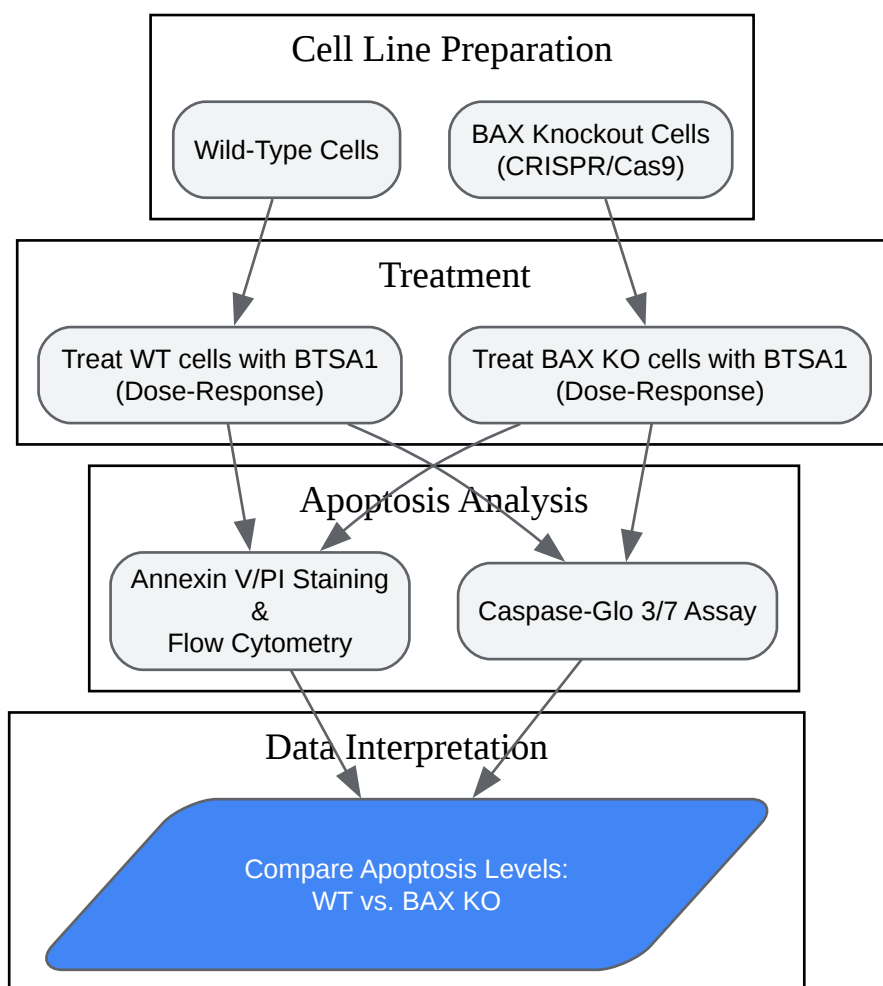 Cell Line Preparation
Wild-Type Cells
BAX Knockout Cells
(CRISPR/Cas9)
Treatment
Treat WT cells with BTSA1
(Dose-Response)
Treat BAX KO cells with BTSA1
(Dose-Response)
Apoptosis Analysis
Annexin V/PI Staining
&
Flow Cytometry
Caspase-Glo 3/7 Assay
Data Interpretation
Compare Apoptosis Levels:
WT vs. BAX KO